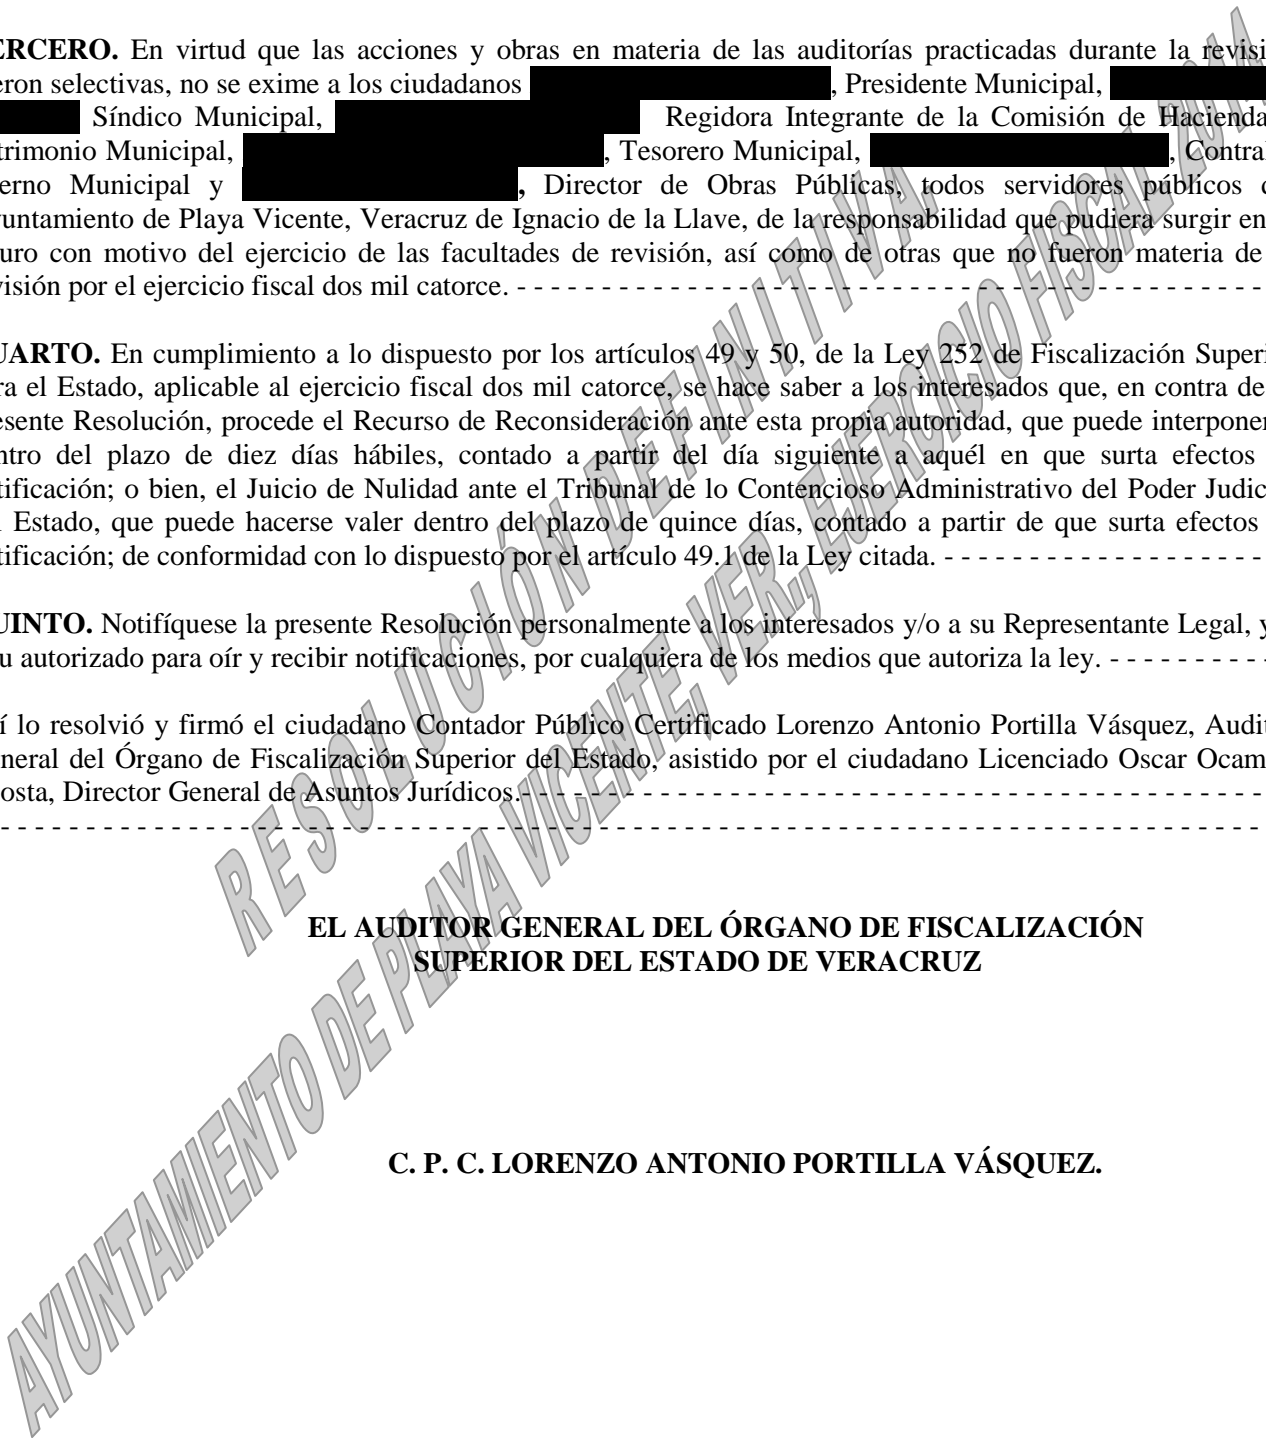 ERCERO. En virtud que las acciones y obras en materia de las auditorías practicadas durante la revisi
eron selectivas, no se exime a los ciudadanos , Presidente Municipal,
Síndico Municipal, Regidora Integrante de la Comisión de Hacienda
trimonio Municipal, , Tesorero Municipal, , Contral
erno Municipal y , Director de Obras Públicas, todos servidores públicos d
yuntamiento de Playa Vicente, Veracruz de Ignacio de la Llave, de la responsabilidad que pudiera surgir en
uro con motivo del ejercicio de las facultades de revisión, así como de otras que no fueron materia de
visión por el ejercicio fiscal dos mil catorce. - - - - - - - - - - - - - - - - - - - - - - - - - - - - - - - - - - - - - - - - - - - -
UARTO. En cumplimiento a lo dispuesto por los artículos 49 y 50, de la Ley 252 de Fiscalización Superi
ra el Estado, aplicable al ejercicio fiscal dos mil catorce, se hace saber a los interesados que, en contra de
esente Resolución, procede el Recurso de Reconsideración ante esta propia autoridad, que puede interponer
ntro del plazo de diez días hábiles, contado a partir del día siguiente a aquél en que surta efectos
tificación; o bien, el Juicio de Nulidad ante el Tribunal de lo Contencioso Administrativo del Poder Judic
l Estado, que puede hacerse valer dentro del plazo de quince días, contado a partir de que surta efectos
tificación; de conformidad con lo dispuesto por el artículo 49.1 de la Ley citada. - - - - - - - - - - - - - - - - - - -
UINTO. Notifíquese la presente Resolución personalmente a los interesados y/o a su Representante Legal, y
u autorizado para oír y recibir notificaciones, por cualquiera de los medios que autoriza la ley. - - - - - - - - - -
í lo resolvió y firmó el ciudadano Contador Público Certificado Lorenzo Antonio Portilla Vásquez, Audit
neral del Órgano de Fiscalización Superior del Estado, asistido por el ciudadano Licenciado Oscar Ocam
osta, Director General de Asuntos Jurídicos.- - - - - - - - - - - - - - - - - - - - - - - - - - - - - - - - - - - - - - - - - - - -
- - - - - - - - - - - - - - - - - - - - - - - - - - - - - - - - - - - - - - - - - - - - - - - - - - - - - - - - - - - - - - - - - - - - - - - - - -
EL AUDITOR GENERAL DEL ÓRGANO DE FISCALIZACIÓN
SUPERIOR DEL ESTADO DE VERACRUZ
C. P. C. LORENZO ANTONIO PORTILLA VÁSQUEZ.
RESOLUCIÓN DEFINITIVA
AYUNTAMIENTO DE PLAYA VICENTE, VER., EJERCICIO FISCAL 2014